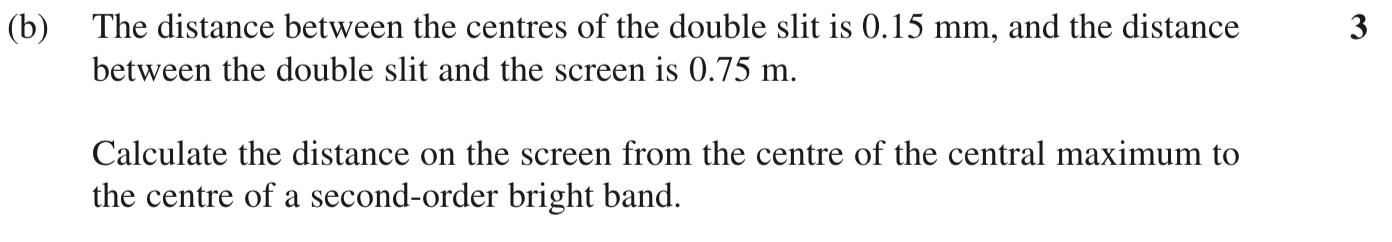 (b) The distance between the centres of the double slit is 0.15 mm, and the distance 3
between the double slit and the screen is 0.75 m.
Calculate the distance on the screen from the centre of the central maximum to
the centre of a second-order bright band.